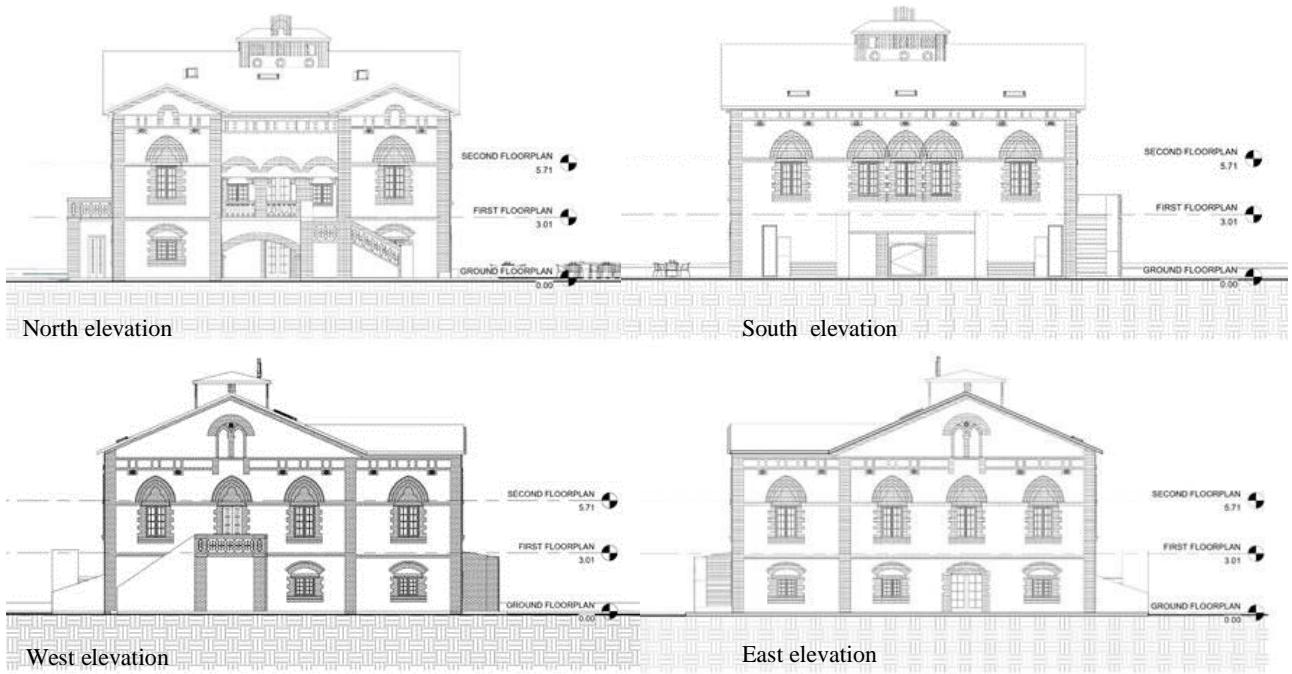 SECOND FLOORPLAN
5.71
FIRST FLOORPLAN
3.01
GROUND FLOORPLAN
0.00
North elevation
SECOND FLOORPLAN
5.71
FIRST FLOORPLAN
3.01
GROUND FLOORPLAN
0.00
South elevation
SECOND FLOORPLAN
5.71
FIRST FLOORPLAN
3.01
GROUND FLOORPLAN
0.00
West elevation
SECOND FLOORPLAN
5.71
FIRST FLOORPLAN
3.01
GROUND FLOORPLAN
0.00
East elevation